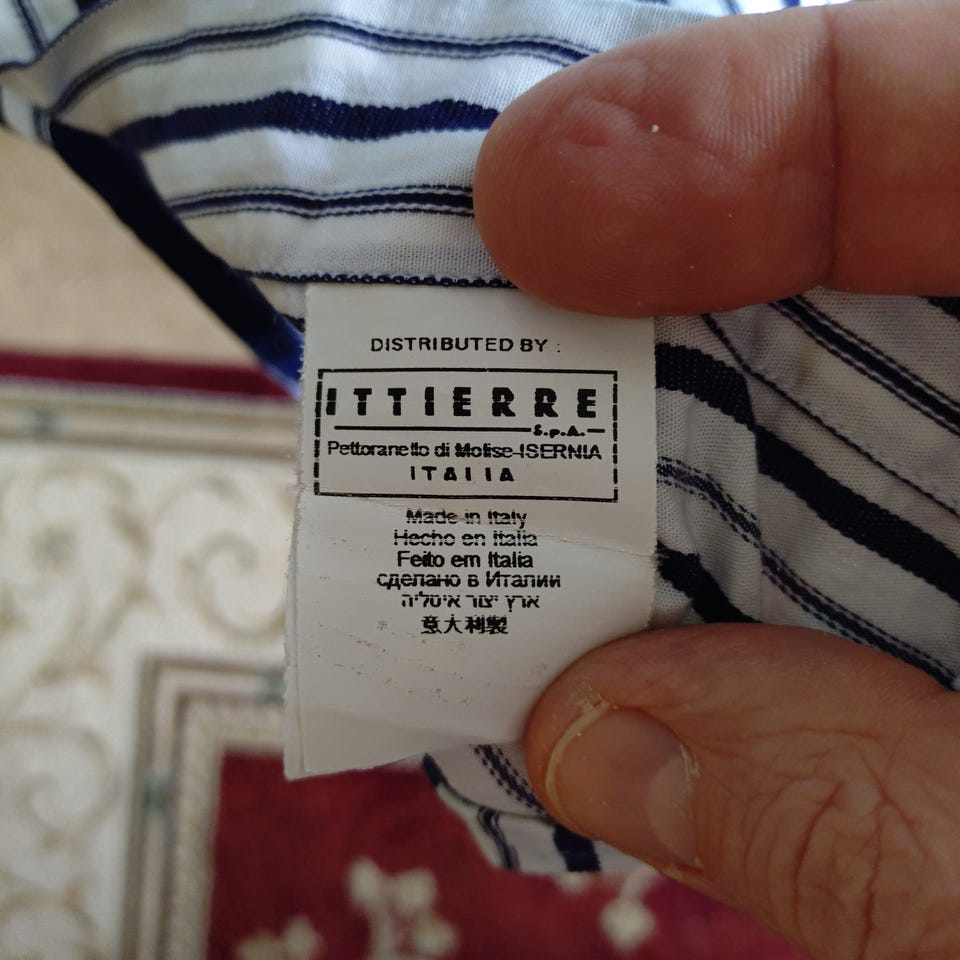 DISTRIBUTED BY :
ITTIERRE
S.p.A.
Pettoranello di Molise-ISERNIA
ITALIA
Made in Italy
Hecho en Italia
Feito em Italia
сделано в Италии
ארץ יצור איטליה
意大利製